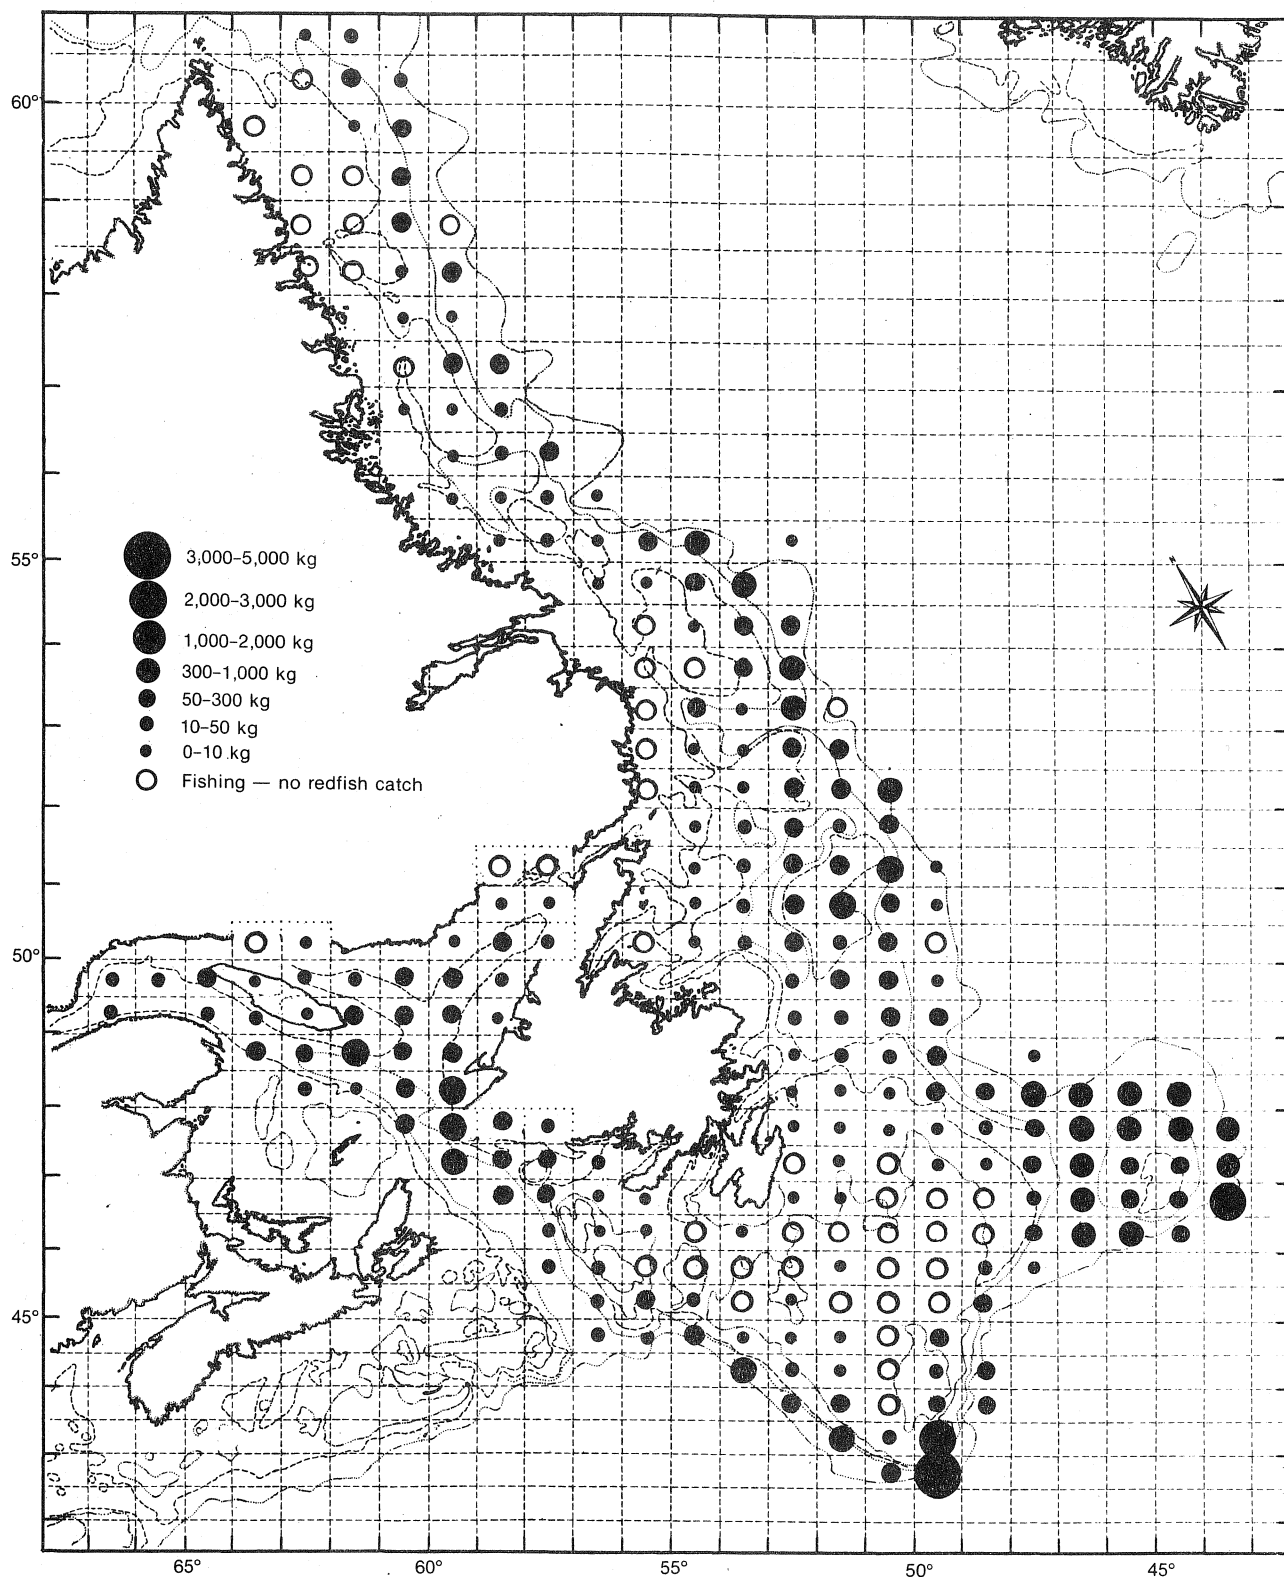 60°
55°
3,000–5,000 kg
2,000–3,000 kg
1,000–2,000 kg
300–1,000 kg
50–300 kg
10–50 kg
0–10 kg
Fishing — no redfish catch
50°
45°
65° 60° 55° 50° 45°